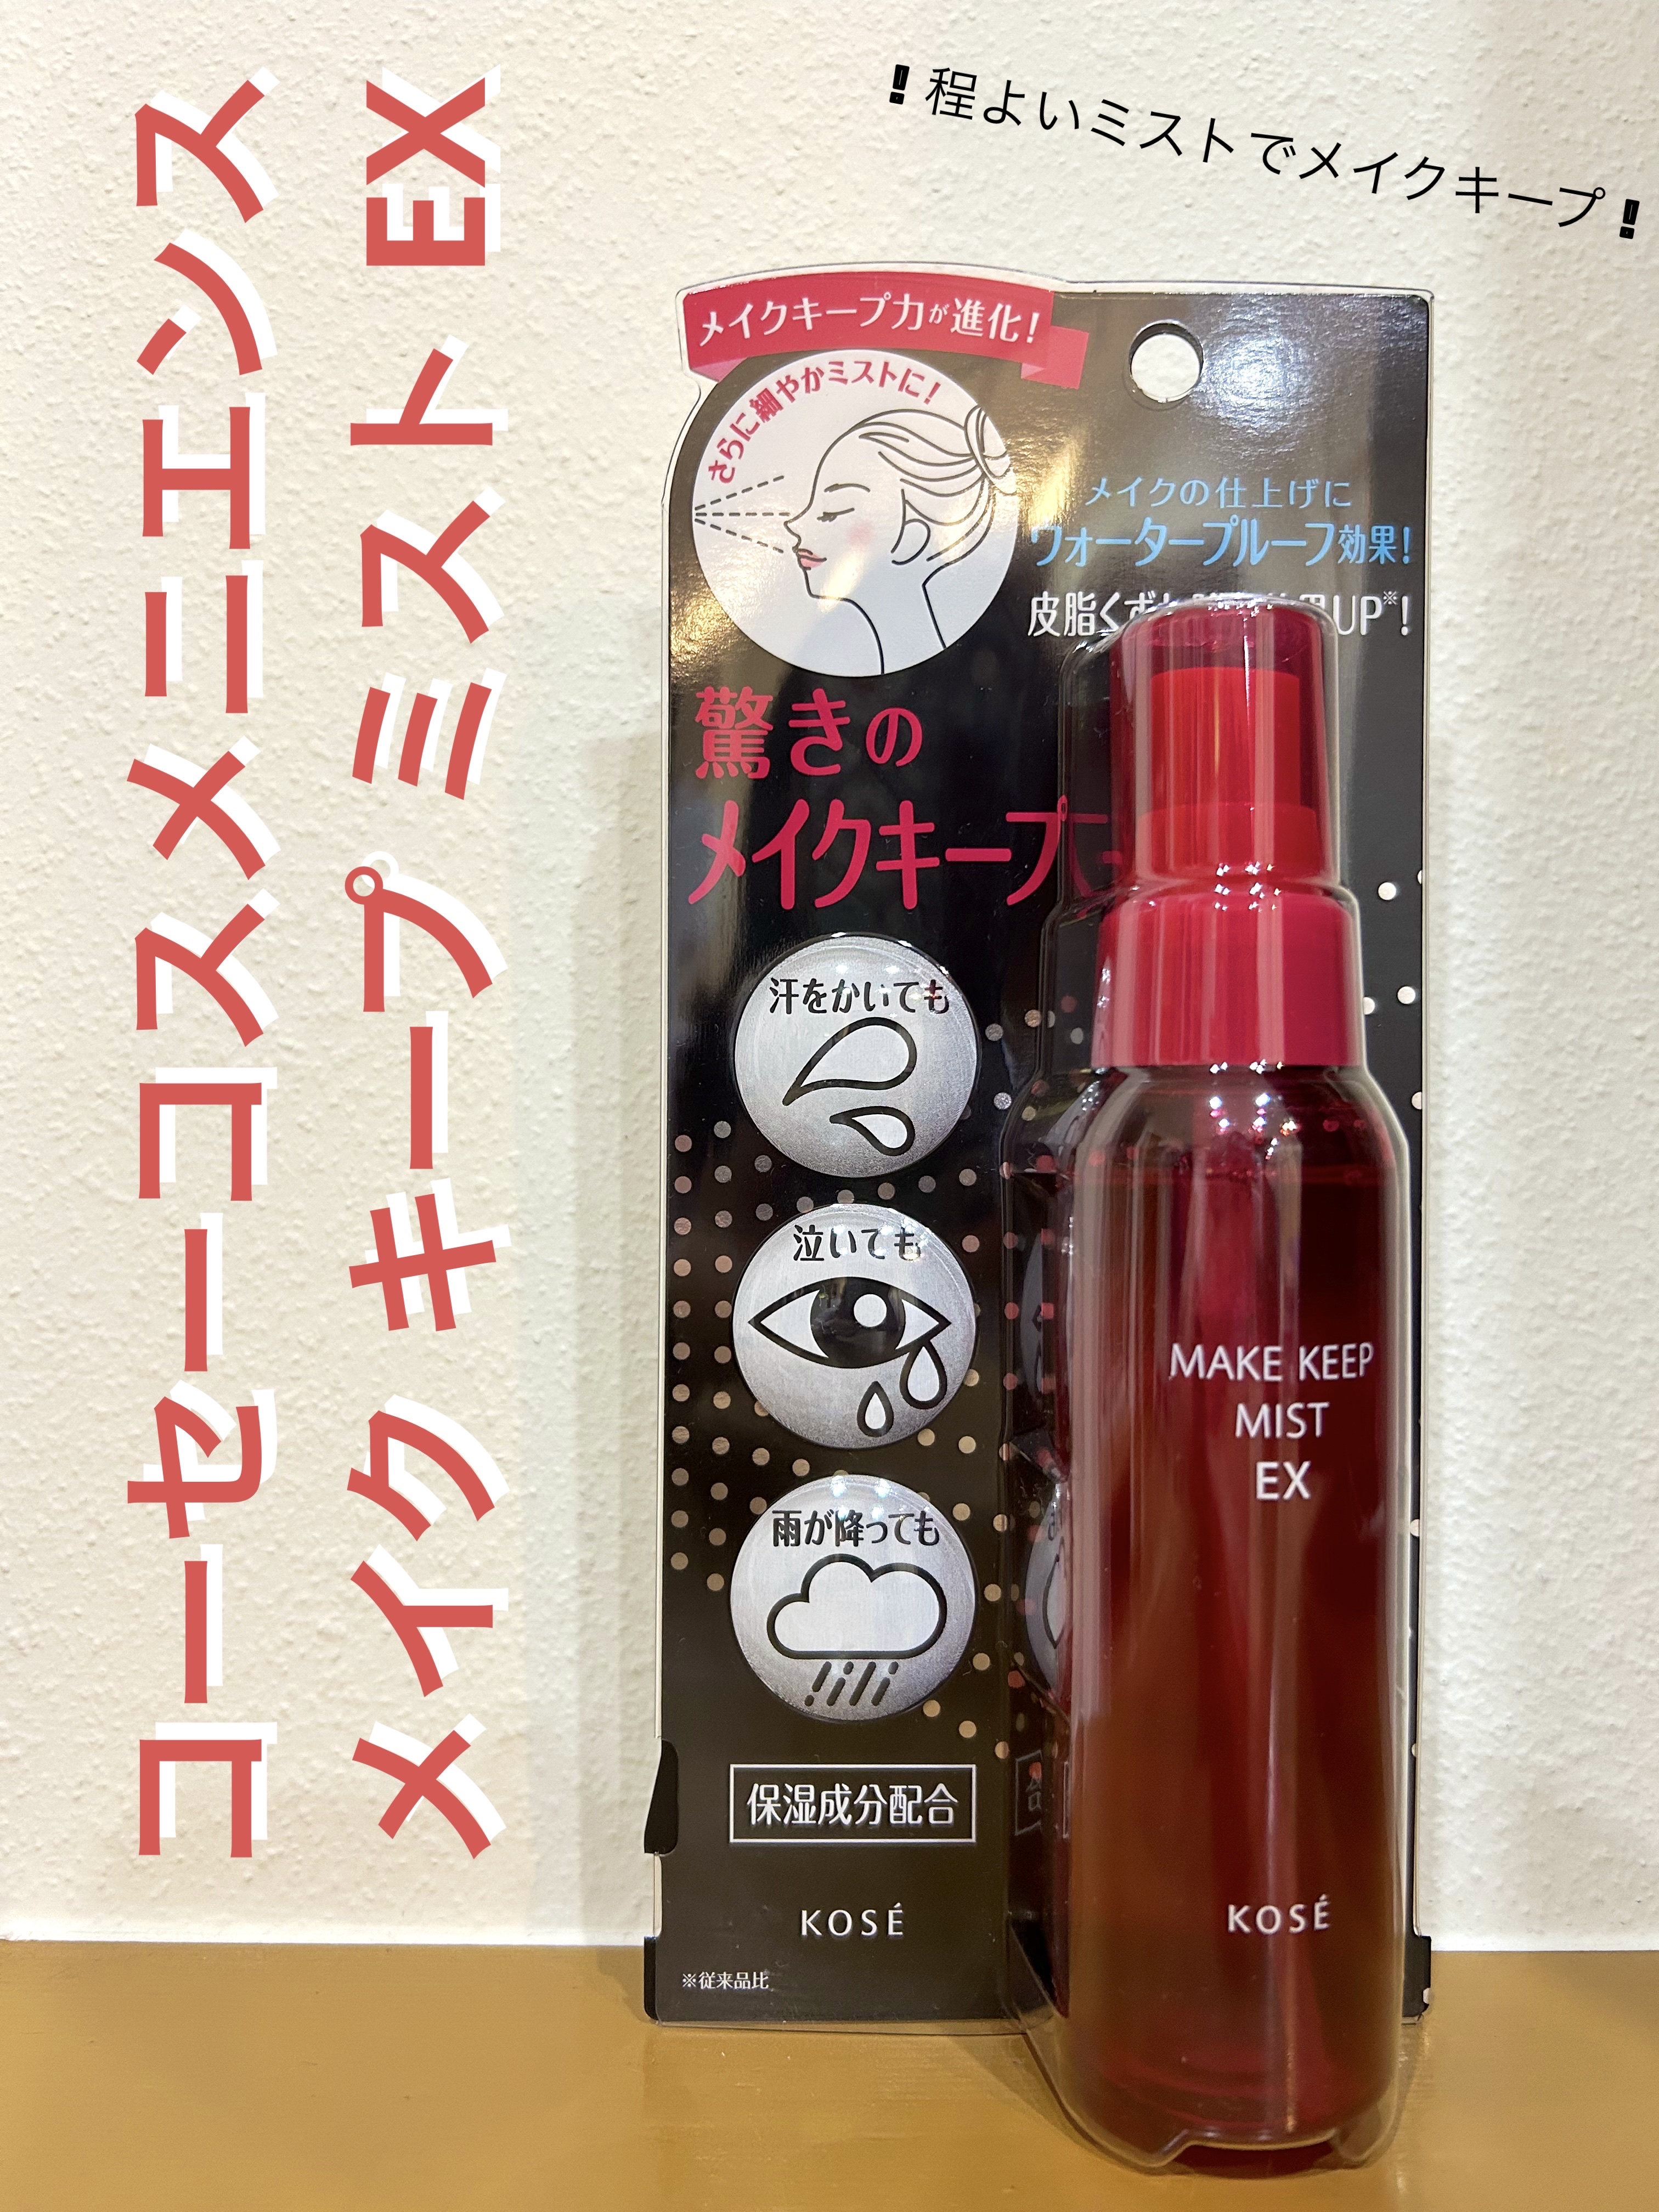 コーセーコスメニエンス
メイク キープ ミスト EX
❗程よいミストでメイクキープ❗
メイクキープ力が進化!
さらに細やかミストに!
メイクの仕上げに
ウォータープルーフ効果!
皮脂くず UP※!
驚きの
メイクキープ
汗をかいても
泣いても
雨が降っても
保湿成分配合
KOSÉ
※従来品比
MAKE KEEP
MIST
EX
KOSÉ